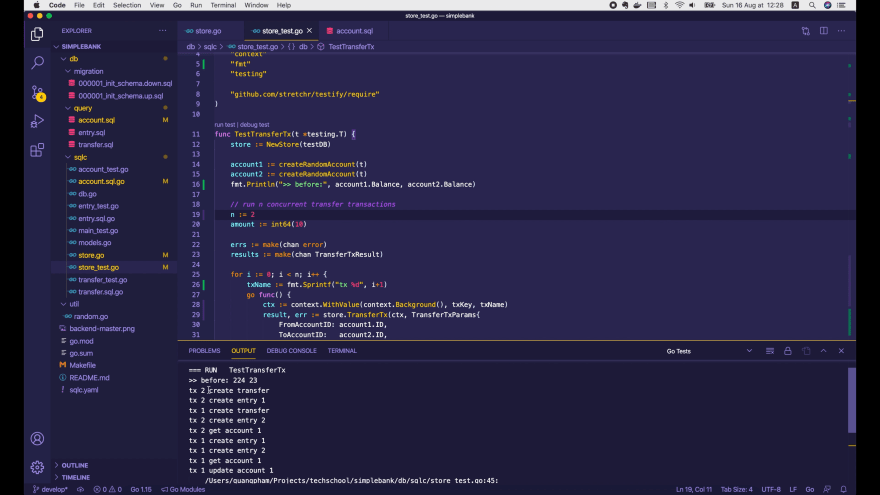 Code File Edit Selection View Go Run Terminal Window Help
Sun 16 Aug at 12:28
store_test.go — simplebank
EXPLORER
store.go
store_test.go
account.sql
db > sqlc > store_test.go > {} db > TestTransferTx
SIMPLEBANK
db
migration
000001_init_schema.down.sql
000001_init_schema.up.sql
query
account.sql M
entry.sql
transfer.sql
sqlc
account_test.go
account.sql.go M
db.go
entry_test.go
entry.sql.go
main_test.go
models.go
store.go M
store_test.go M
transfer_test.go
transfer.sql.go
util
random.go
backend-master.png
go.mod
go.sum
Makefile
README.md
sqlc.yaml
OUTLINE
TIMELINE
4
4 "context"
5 "fmt"
6 "testing"
7
8 "github.com/stretchr/testify/require"
9 )
10
run test | debug test
11 func TestTransferTx(t *testing.T) {
12 store := NewStore(testDB)
13
14 account1 := createRandomAccount(t)
15 account2 := createRandomAccount(t)
16 fmt.Println(">> before:", account1.Balance, account2.Balance)
17
18 // run n concurrent transfer transactions
19 n := 2
20 amount := int64(10)
21
22 errs := make(chan error)
23 results := make(chan TransferTxResult)
24
25 for i := 0; i < n; i++ {
26 txName := fmt.Sprintf("tx %d", i+1)
27 go func() {
28 ctx := context.WithValue(context.Background(), txKey, txName)
29 result, err := store.TransferTx(ctx, TransferTxParams{
30 FromAccountID: account1.ID,
31 ToAccountID: account2.ID,
PROBLEMS OUTPUT DEBUG CONSOLE TERMINAL
Go Tests
=== RUN TestTransferTx
>> before: 224 23
tx 2 create transfer
tx 2 create entry 1
tx 1 create transfer
tx 2 create entry 2
tx 2 get account 1
tx 1 create entry 1
tx 1 create entry 2
tx 1 get account 1
tx 1 update account 1
/Users/quangpham/Projects/techschool/simplebank/db/sqlc/store_test.go:45:
develop* 0 0 Go 1.15 Go Modules
Ln 19, Col 11 Tab Size: 4 UTF-8 LF Go